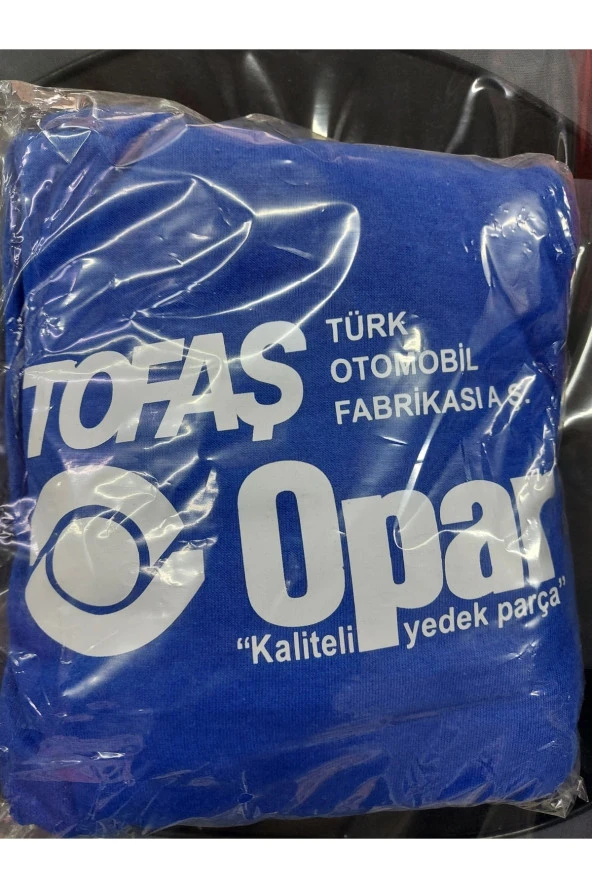 TOFAŞ
TÜRK
OTOMOBİL
FABRİKASI A.Ş.
Opar
"Kaliteli yedek parça"